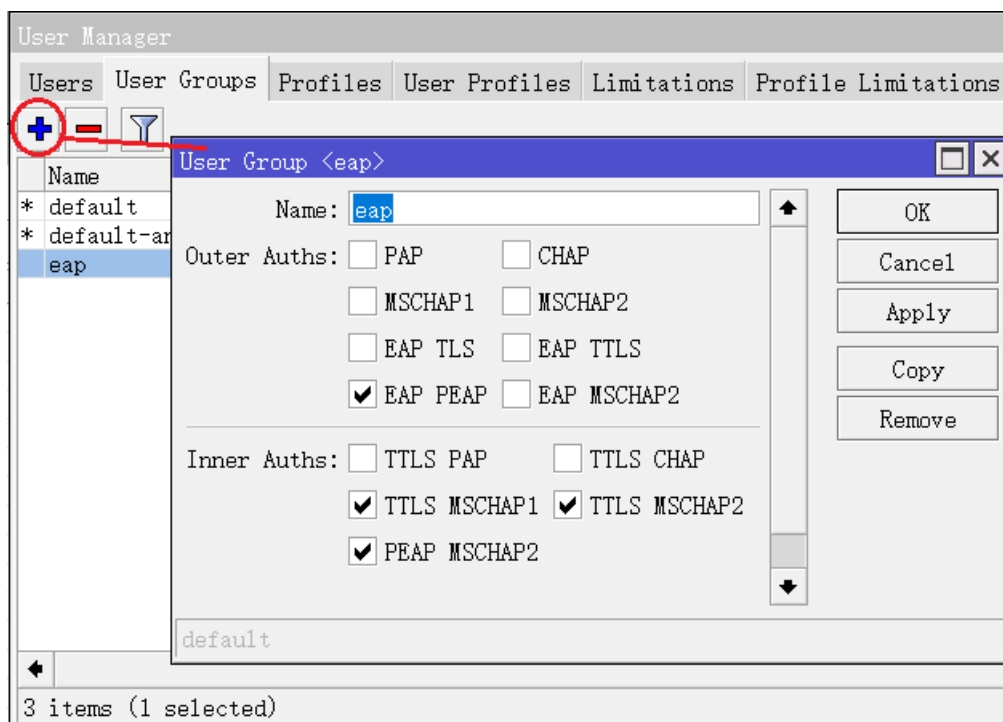 User Manager
Users User Groups Profiles User Profiles Limitations Profile Limitations
Name
* default
* default-an
eap
User Group <eap>
Name: eap
Outer Auths: PAP CHAP
MSCHAP1 MSCHAP2
EAP TLS EAP TTLS
EAP PEAP EAP MSCHAP2
Inner Auths: TTLS PAP TTLS CHAP
TTLS MSCHAP1 TTLS MSCHAP2
PEAP MSCHAP2
OK
Cancel
Apply
Copy
Remove
default
3 items (1 selected)